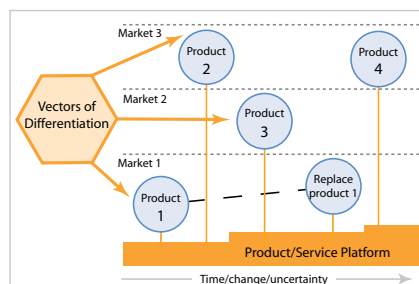 Market 3
Product
2
Product
4
Vectors of
Differentiation
Market 2
Product
3
Market 1
Product
1
Replace
product 1
Product/Service Platform
Time/change/uncertainty